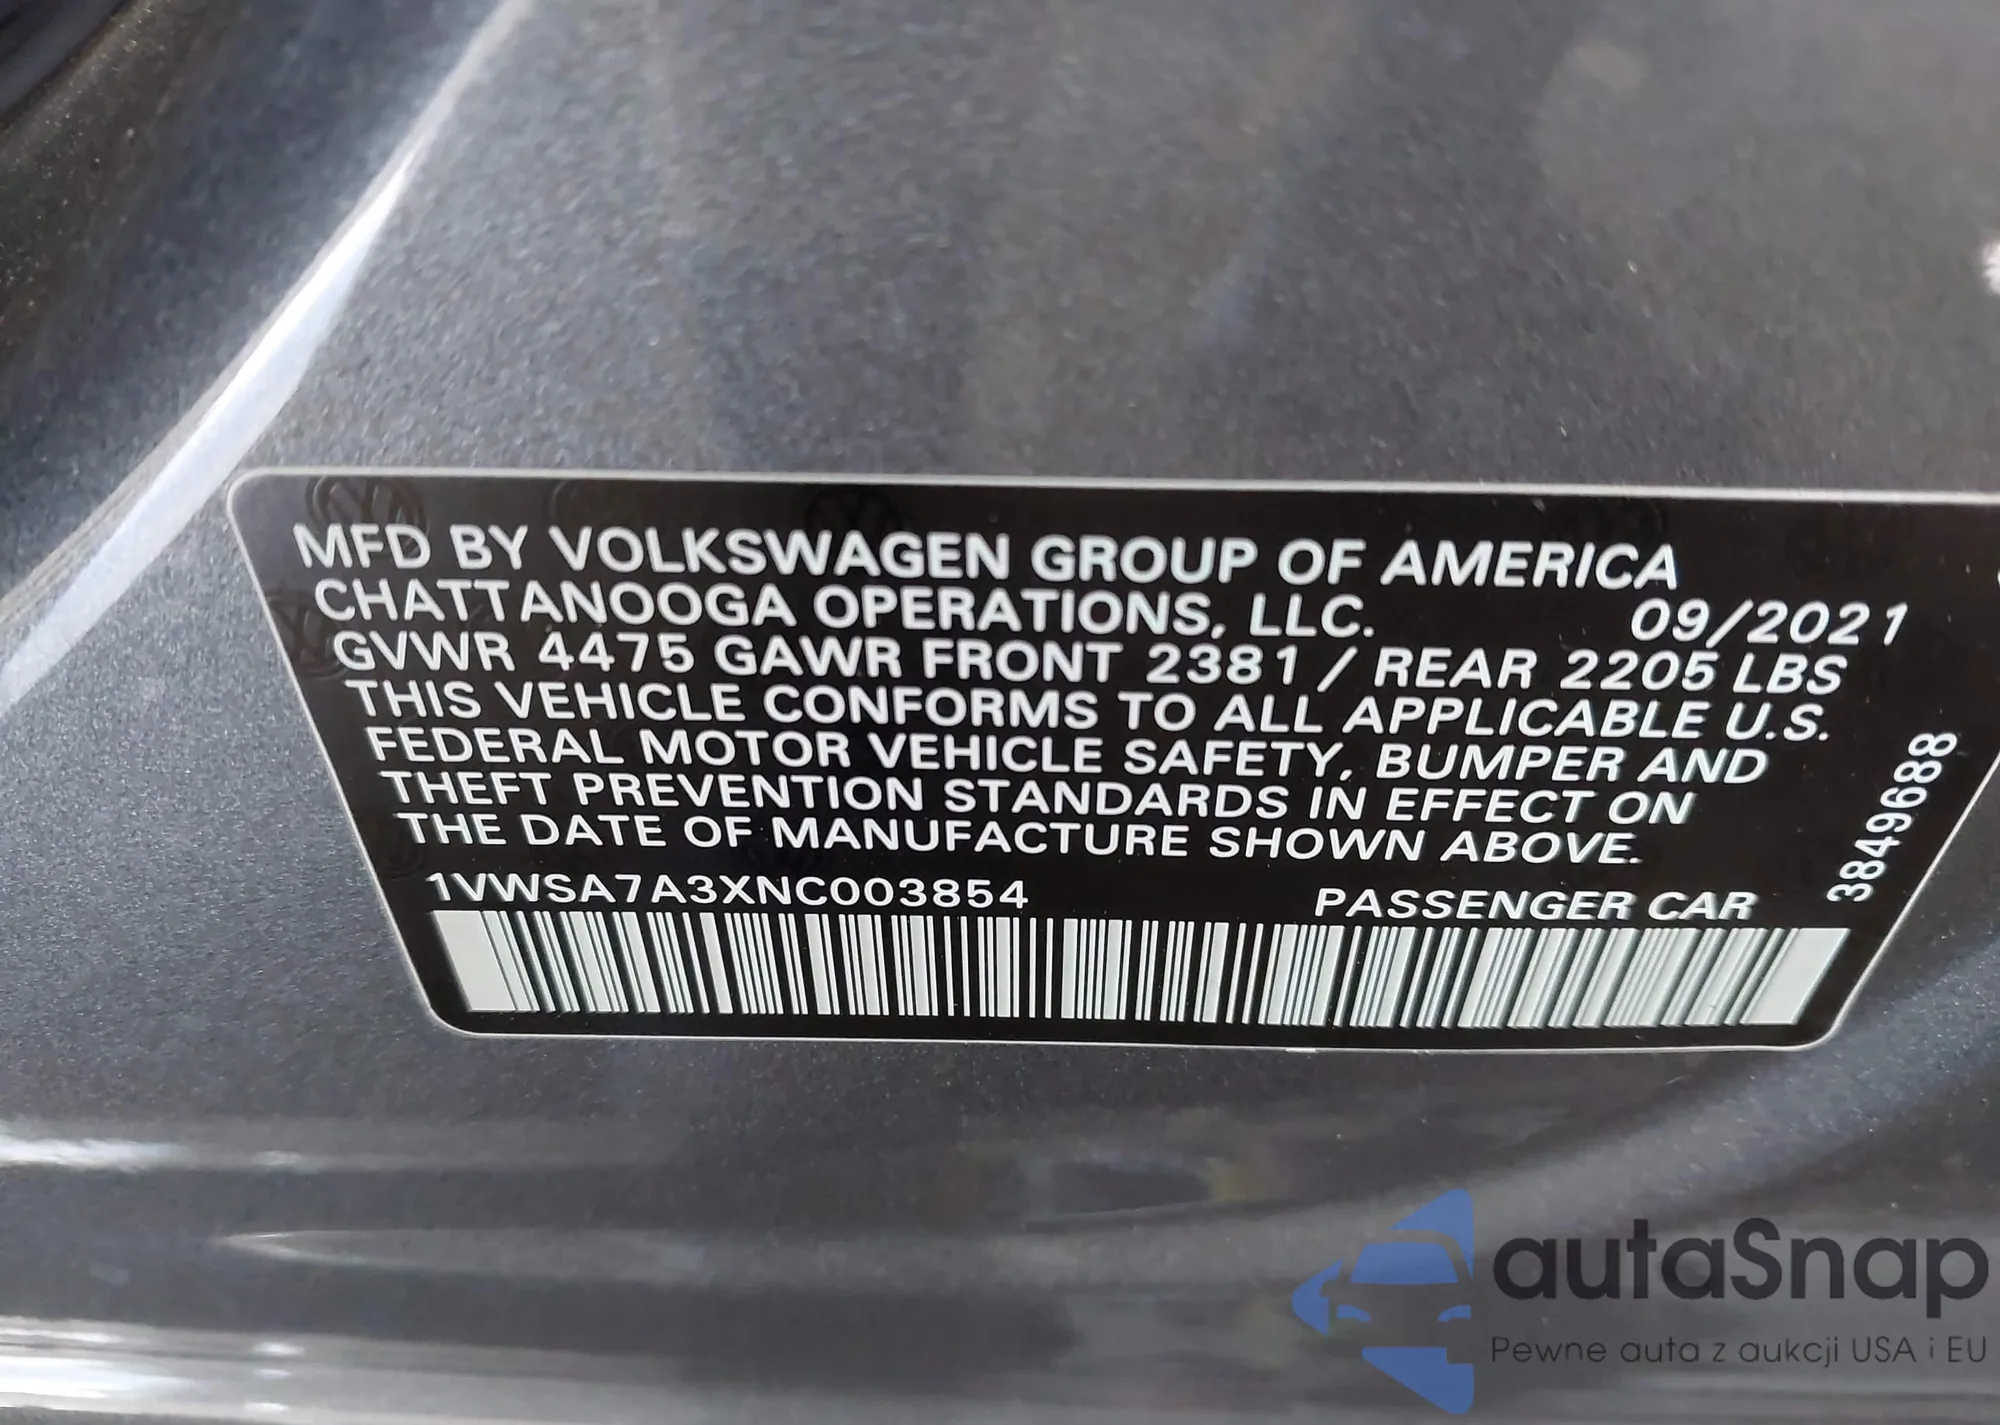 MFD BY VOLKSWAGEN GROUP OF AMERICA
CHATTANOOGA OPERATIONS, LLC. 09/2021
GVWR 4475 GAWR FRONT 2381 / REAR 2205 LBS
THIS VEHICLE CONFORMS TO ALL APPLICABLE U.S.
FEDERAL MOTOR VEHICLE SAFETY, BUMPER AND
THEFT PREVENTION STANDARDS IN EFFECT ON
THE DATE OF MANUFACTURE SHOWN ABOVE.
1VWSA7A3XNC003854 PASSENGER CAR
3849688
autaSnap
Pewne auta z aukcji USA i EU